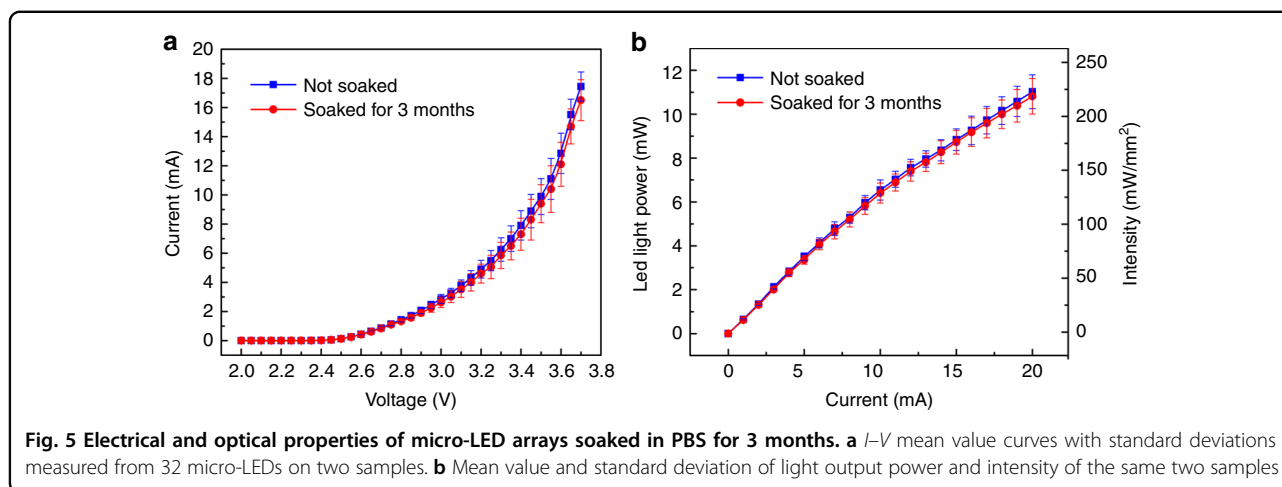 a
20
18
16
14
12
10
8
6
4
2
0
Current (mA)
Not soaked
Soaked for 3 months
2.0 2.2 2.4 2.6 2.8 3.0 3.2 3.4 3.6 3.8
Voltage (V)
b
12
10
8
6
4
2
0
Led light power (mW)
Not soaked
Soaked for 3 months
250
200
150
100
50
0
Intensity (mW/mm²)
0 5 10 15 20
Current (mA)
Fig. 5 Electrical and optical properties of micro-LED arrays soaked in PBS for 3 months. a I–V mean value curves with standard deviations
measured from 32 micro-LEDs on two samples. b Mean value and standard deviation of light output power and intensity of the same two samples